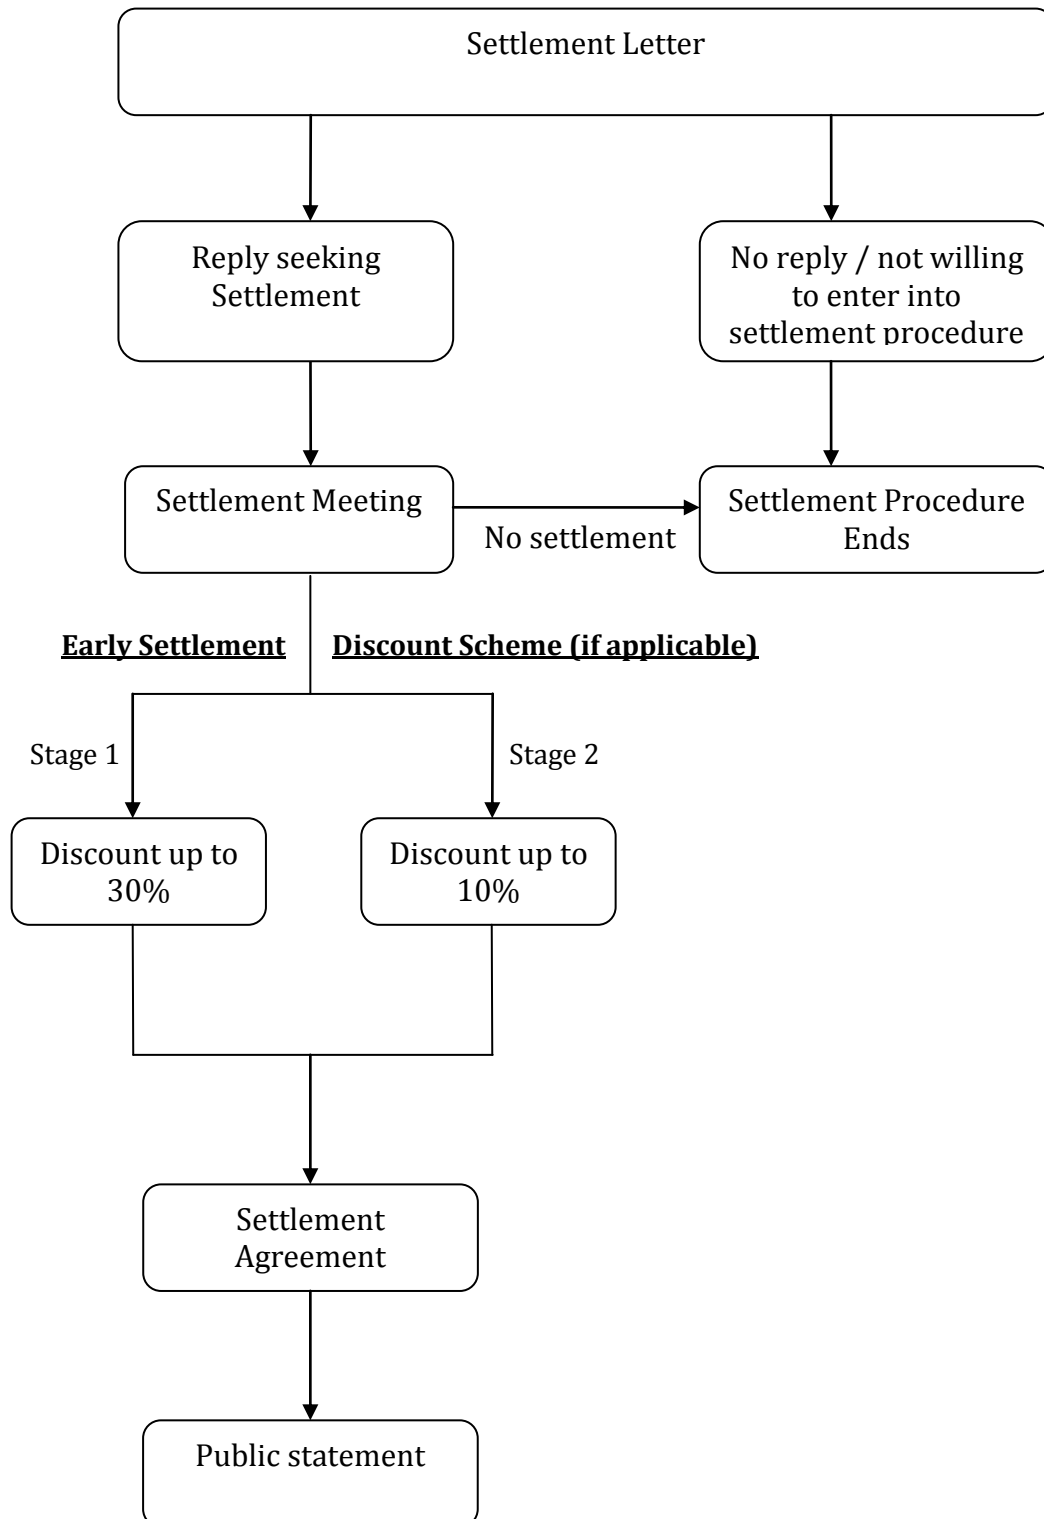 Settlement Letter
Reply seeking
Settlement
No reply / not willing
to enter into
settlement procedure
Settlement Meeting
No settlement
Settlement Procedure
Ends
Early Settlement Discount Scheme (if applicable)
Stage 1
Stage 2
Discount up to
30%
Discount up to
10%
Settlement
Agreement
Public statement